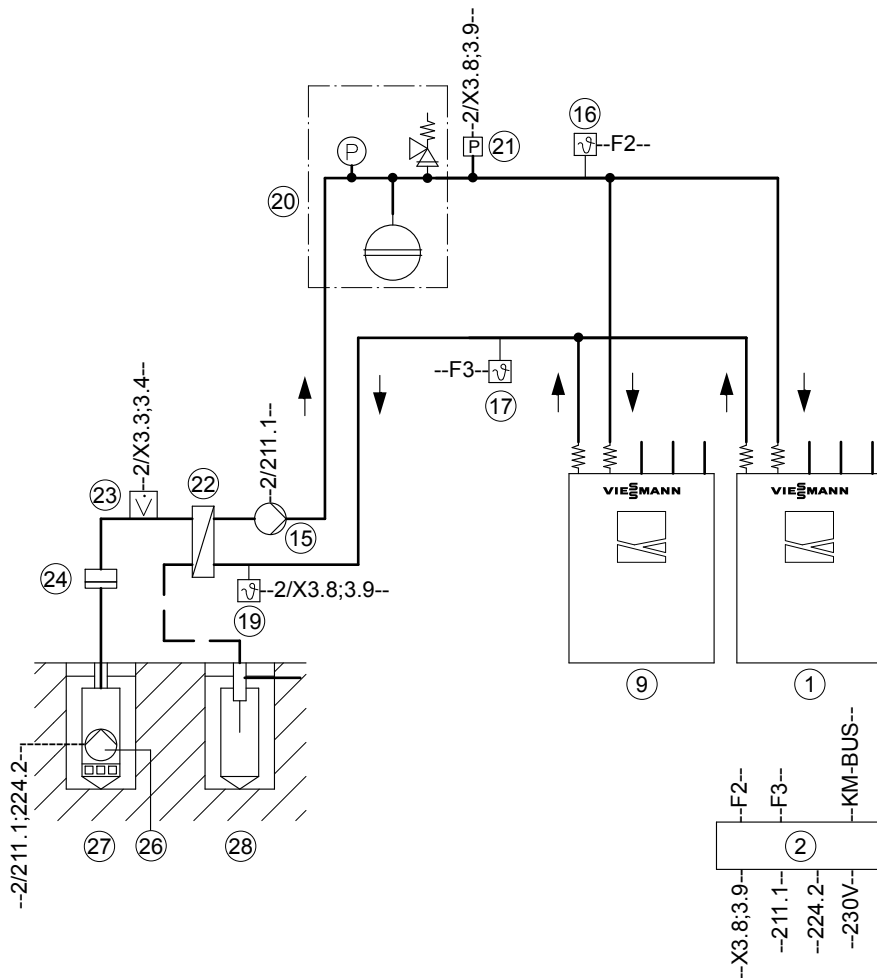 --2/X3.8;3.9--
16
P
P
21
ϑ--F2--
20
--F3--ϑ
17
--2/X3.3;3.4--
--2/211.1--
22
23
VIESSMANN
VIESSMANN
15
24
ϑ--2/X3.8;3.9--
19
9
1
--2/211.1;224.2--
--F2--
--F3--
--KM-BUS--
27
26
28
2
--X3.8;3.9--
--211.1--
--224.2--
--230V--